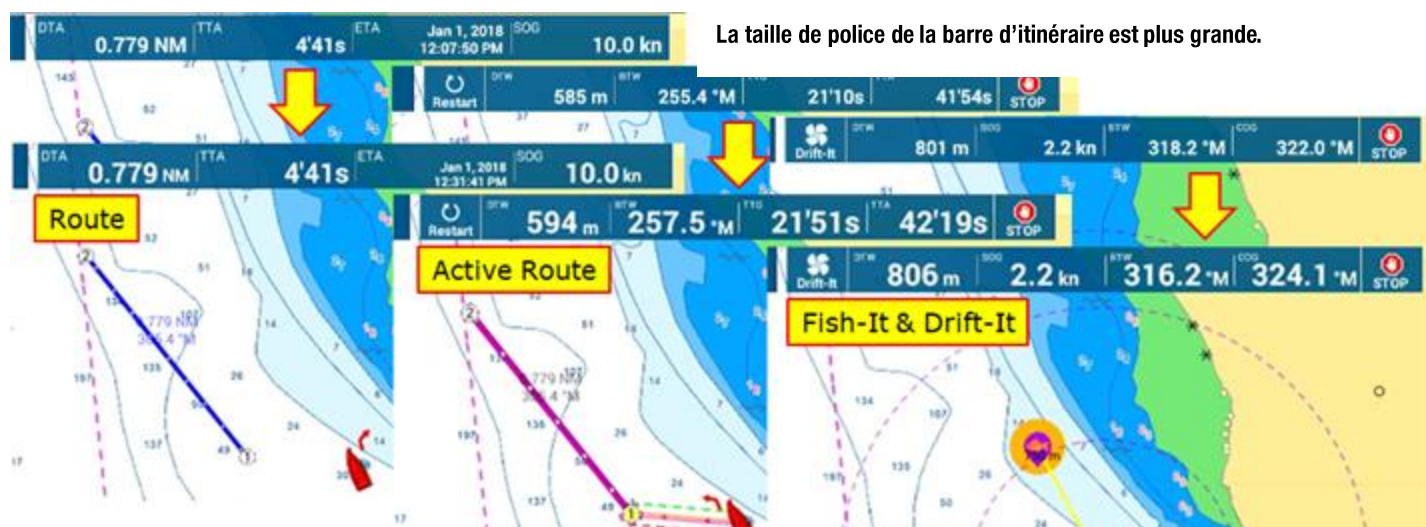 La taille de police de la barre d'itinéraire est plus grande.
DTA 0.779 NM TTA 4'41s ETA Jan 1, 2018 12:07:50 PM SOG 10.0 kn
Restart DTW 585 m BTW 255.4 °M TTG 21'10s TTA 41'54s STOP
Drift-It DTW 801 m SOG 2.2 kn BTW 318.2 °M COG 322.0 °M STOP
DTA 0.779 NM TTA 4'41s ETA Jan 1, 2018 12:31:41 PM SOG 10.0 kn
Restart DTW 594 m BTW 257.5 °M TTG 21'51s TTA 42'19s STOP
Drift-It DTW 806 m SOG 2.2 kn BTW 316.2 °M COG 324.1 °M STOP
Route
Active Route
Fish-It & Drift-It